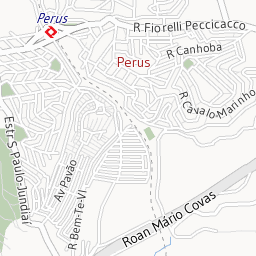 Perus
R Fiorelli Peccicacco
R Canhoba
Perus
R Cavalo-Marinho
Estr.S Paulo-Jundiaí
Av Pavão
R Bem-Te-VI
Roan Mário Covas